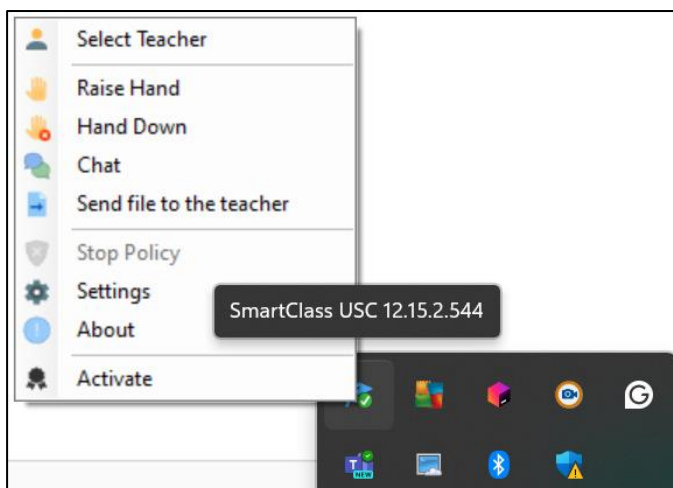 Select Teacher
Raise Hand
Hand Down
Chat
Send file to the teacher
Stop Policy
Settings
SmartClass USC 12.15.2.544
About
Activate
G
T
NEW